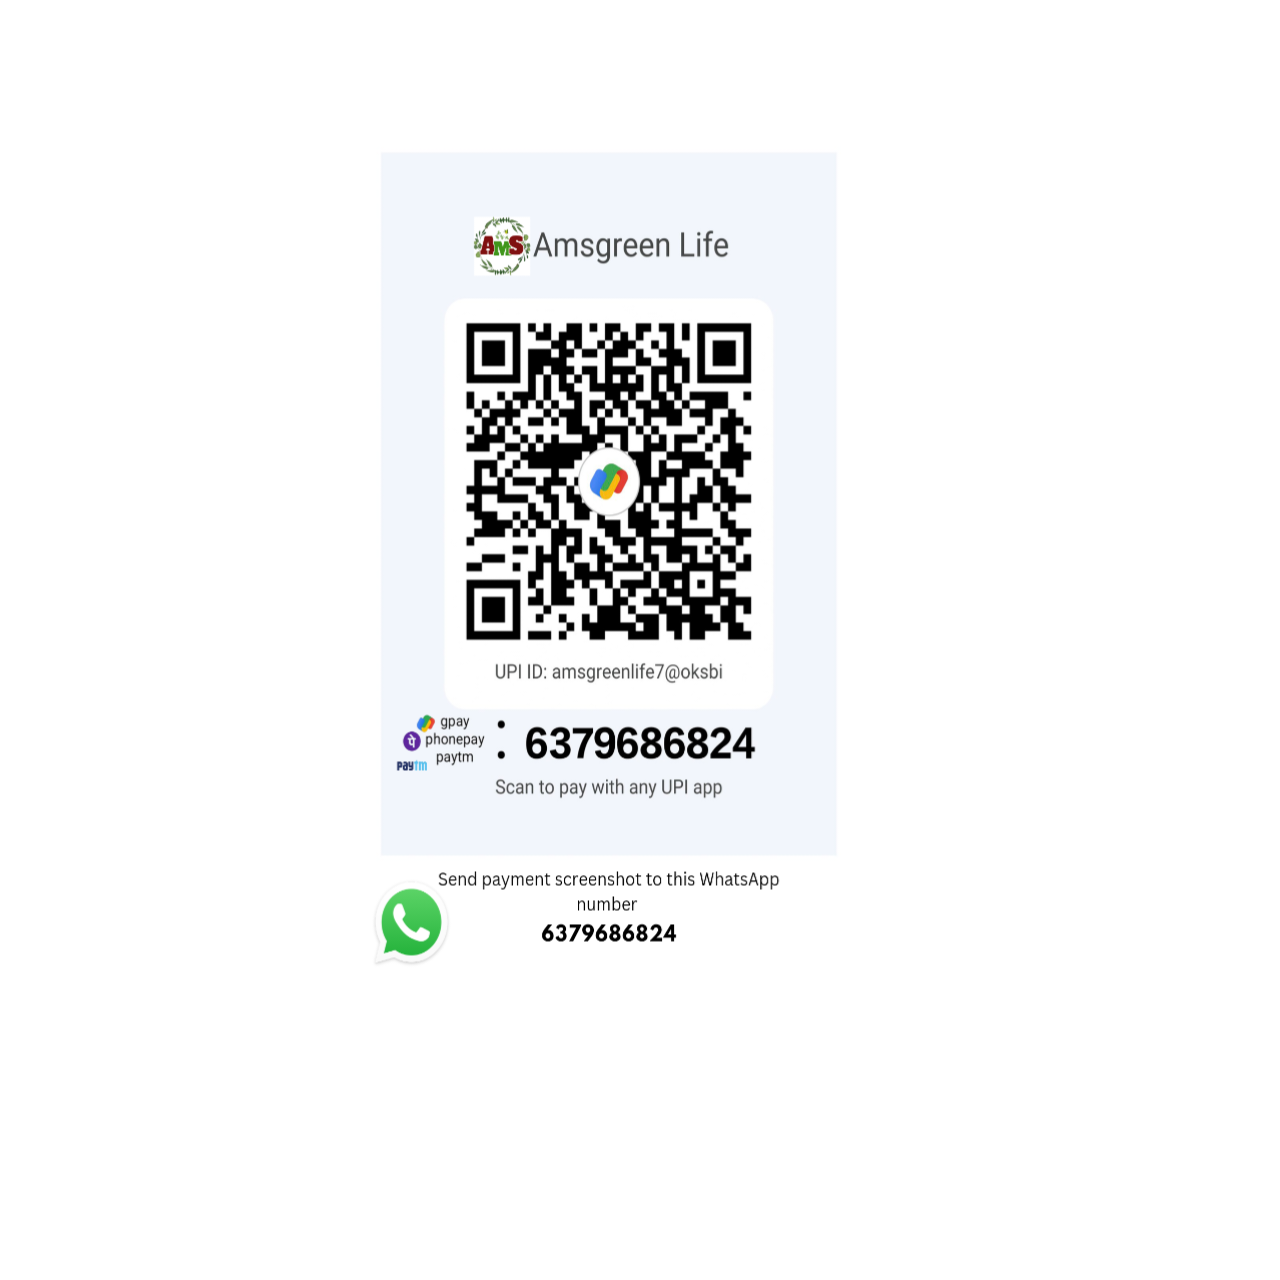 AMS Amsgreen Life
UPI ID: amsgreenlife7@oksbi
gpay
पे phonepay
paytm
paytm
: 6379686824
Scan to pay with any UPI app
Send payment screenshot to this WhatsApp
number
6379686824